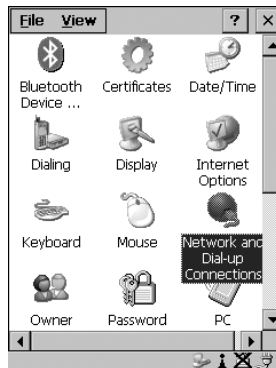 File View ? ×
Bluetooth Device ...
Certificates
Date/Time
Dialing
Display
Internet Options
Keyboard
Mouse
Network and Dial-up Connections
Owner
Password
PC